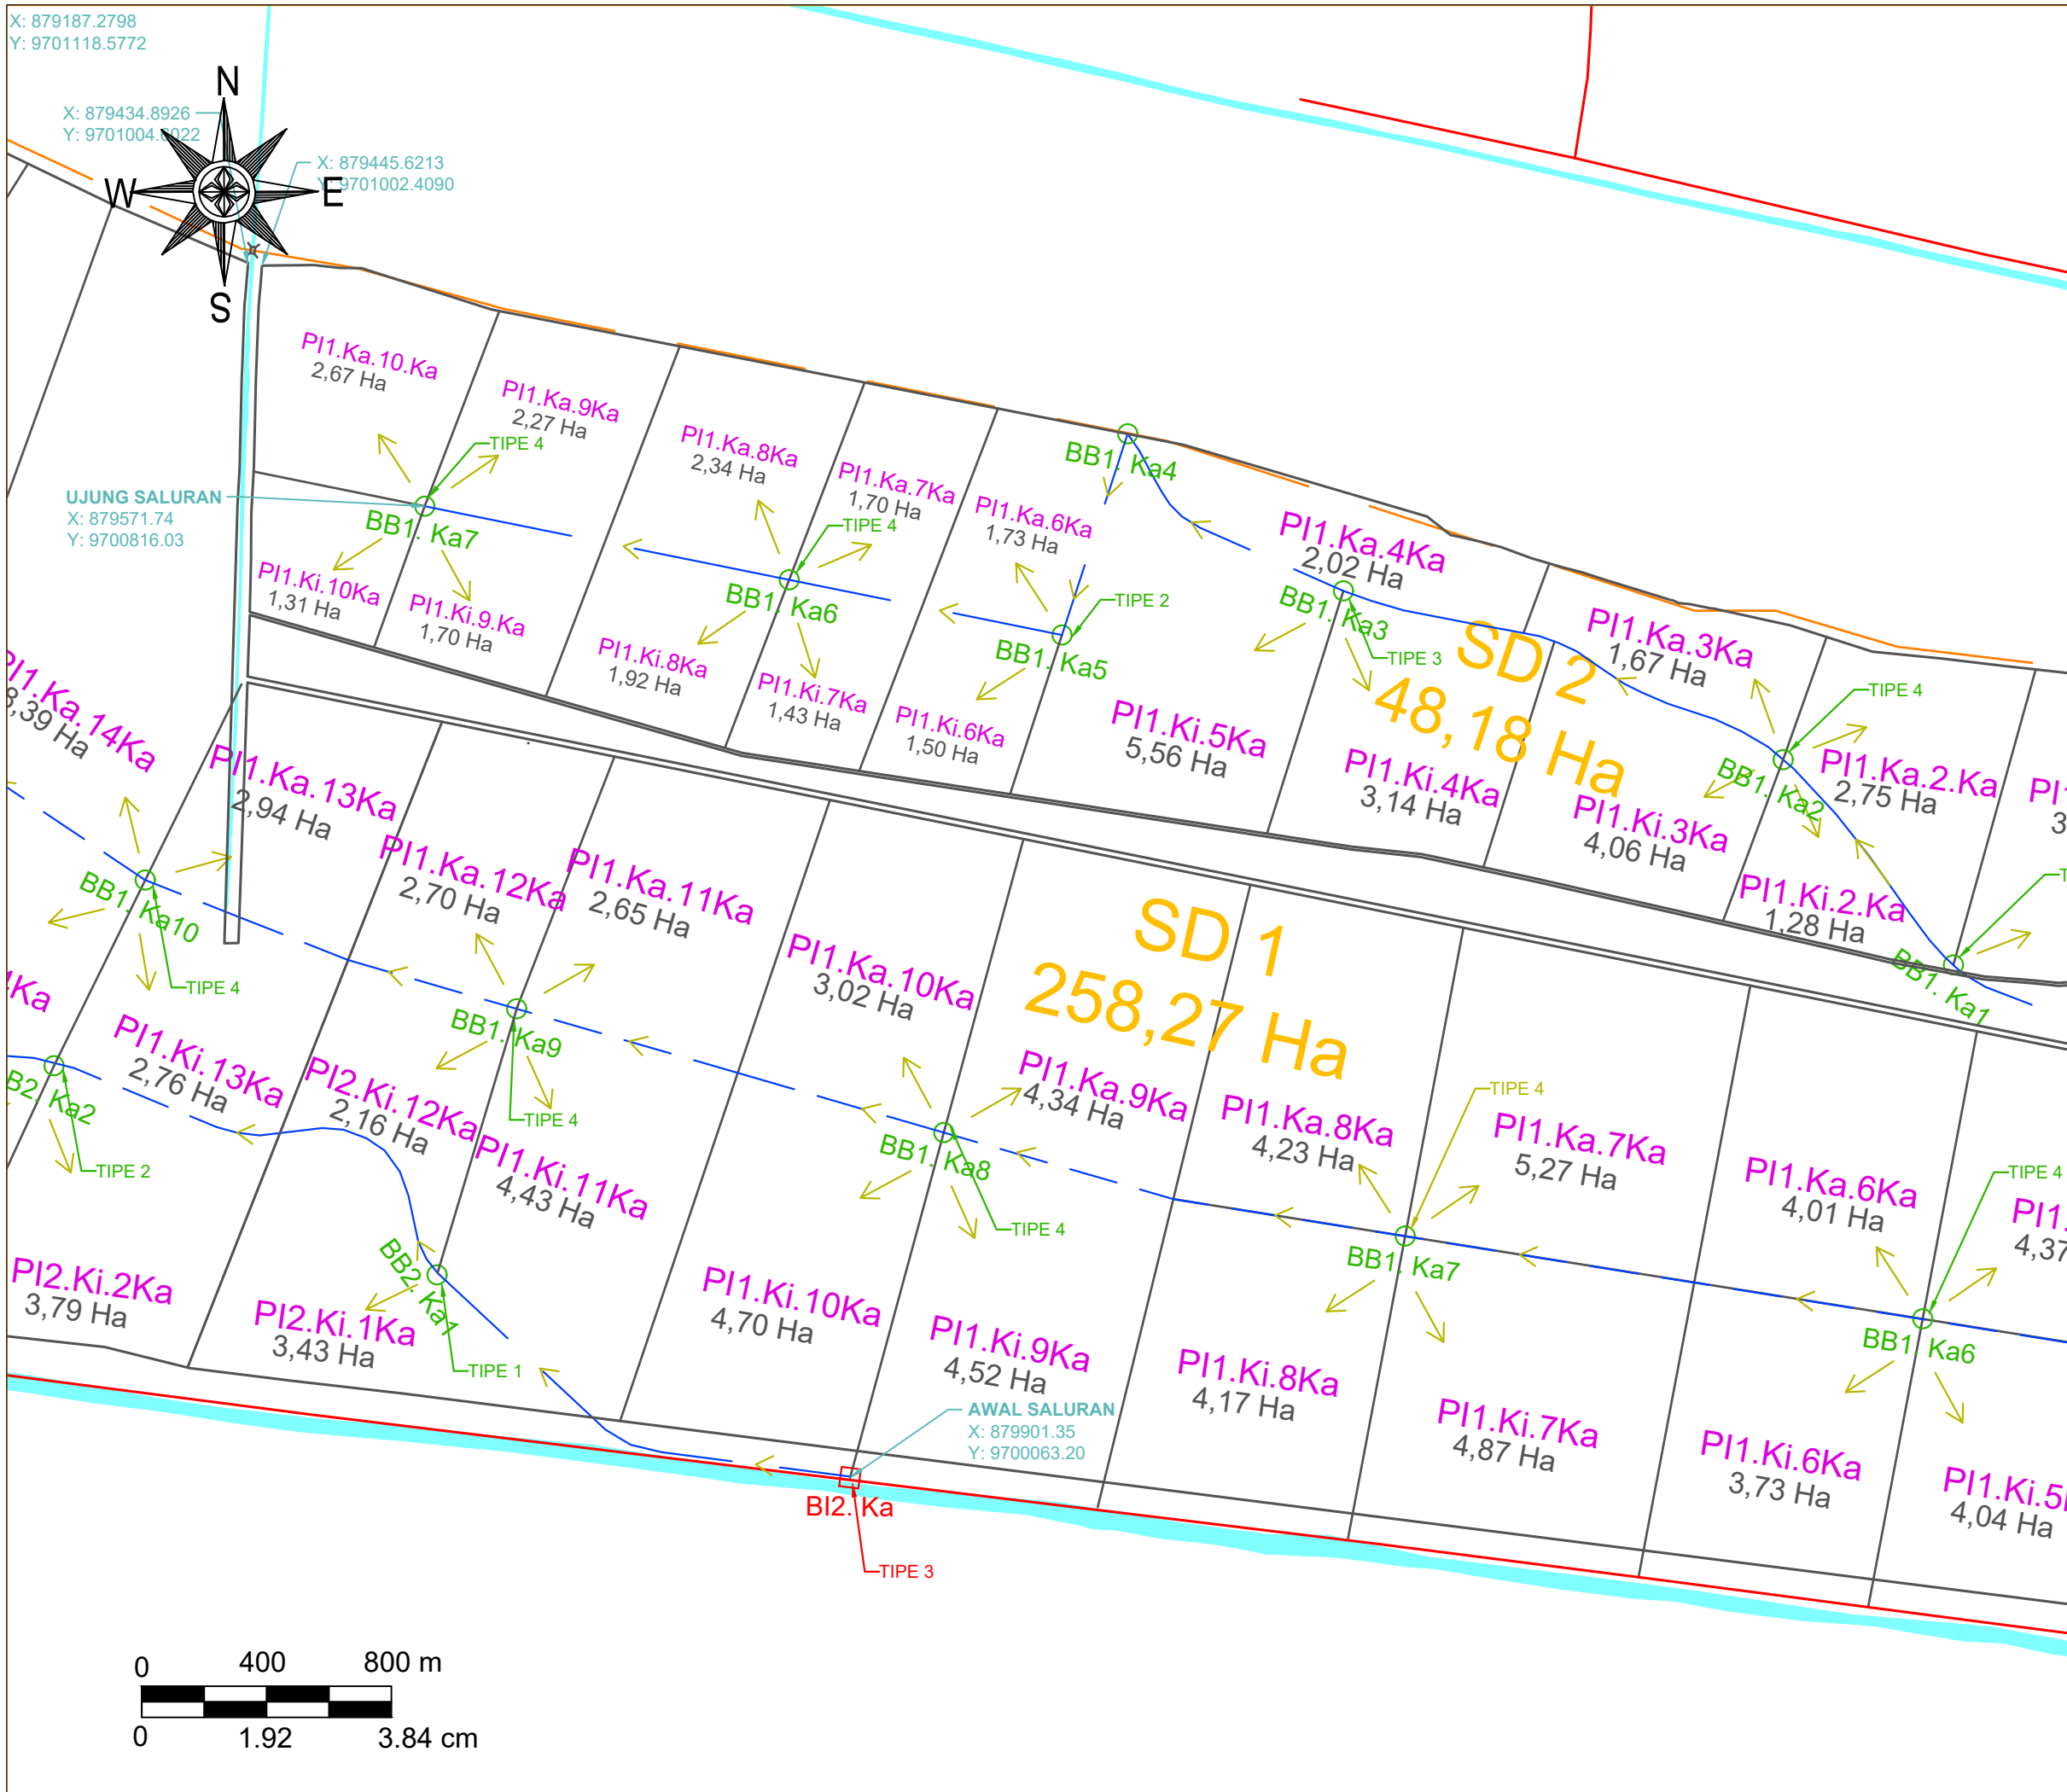 X: 879187.2798
Y: 9701118.5772
N
X: 879434.8926
Y: 9701004.6022
X: 879445.6213
Y: 9701002.4090
W
E
S
PI1.Ka.10.Ka
2,67 Ha
PI1.Ka.9Ka
2,27 Ha
TIPE 4
PI1.Ka.8Ka
2,34 Ha
PI1.Ka.7Ka
1,70 Ha
TIPE 4
PI1.Ka.6Ka
1,73 Ha
BB1. Ka4
UJUNG SALURAN
X: 879571.74
Y: 9700816.03
BB1. Ka7
PI1.Ka.4Ka
2,02 Ha
PI1.Ki.10Ka
1,31 Ha
PI1.Ki.9.Ka
1,70 Ha
BB1. Ka6
TIPE 2
BB1. Ka3
TIPE 3
BB1. Ka5
PI1.Ki.8Ka
1,92 Ha
PI1.Ki.7Ka
1,43 Ha
PI1.Ki.6Ka
1,50 Ha
PI1.Ki.5Ka
5,56 Ha
SD 2
48,18 Ha
PI1.Ka.3Ka
1,67 Ha
TIPE 4
PI1.Ki.4Ka
3,14 Ha
PI1.Ki.3Ka
4,06 Ha
BB1. Ka2
PI1.Ka.2.Ka
2,75 Ha
PI1.Ki.2.Ka
1,28 Ha
BB1. Ka1
PI1.Ka.14Ka
3,39 Ha
PI1.Ka.13Ka
2,94 Ha
PI1.Ka.12Ka
2,70 Ha
PI1.Ka.11Ka
2,65 Ha
BB1. Ka10
TIPE 4
PI1.Ka.10Ka
3,02 Ha
SD 1
258,27 Ha
BB1. Ka9
TIPE 4
PI1.Ki.13Ka
2,76 Ha
PI2.Ki.12Ka
2,16 Ha
PI1.Ki.11Ka
4,43 Ha
BB2. Ka2
TIPE 2
BB1. Ka8
TIPE 4
PI1.Ka.9Ka
4,34 Ha
PI1.Ka.8Ka
4,23 Ha
TIPE 4
PI1.Ka.7Ka
5,27 Ha
PI1.Ka.6Ka
4,01 Ha
TIPE 4
PI1.
4,37
BB1. Ka7
BB1. Ka6
PI2.Ki.2Ka
3,79 Ha
PI2.Ki.1Ka
3,43 Ha
BB2. Ka1
TIPE 1
PI1.Ki.10Ka
4,70 Ha
PI1.Ki.9Ka
4,52 Ha
PI1.Ki.8Ka
4,17 Ha
PI1.Ki.7Ka
4,87 Ha
PI1.Ki.6Ka
3,73 Ha
PI1.Ki.5
4,04 Ha
AWAL SALURAN
X: 879901.35
Y: 9700063.20
BI2. Ka
TIPE 3
0 400 800 m
0 1.92 3.84 cm